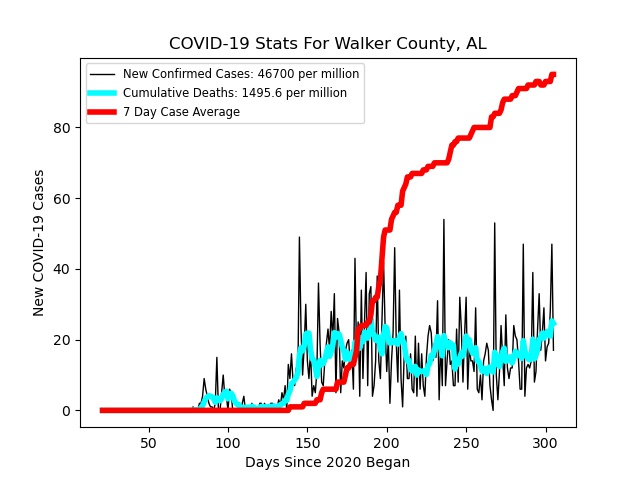 COVID-19 Stats For Walker County, AL
New Confirmed Cases: 46700 per million
Cumulative Deaths: 1495.6 per million
7 Day Case Average
New COVID-19 Cases
80
60
40
20
0
50 100 150 200 250 300
Days Since 2020 Began